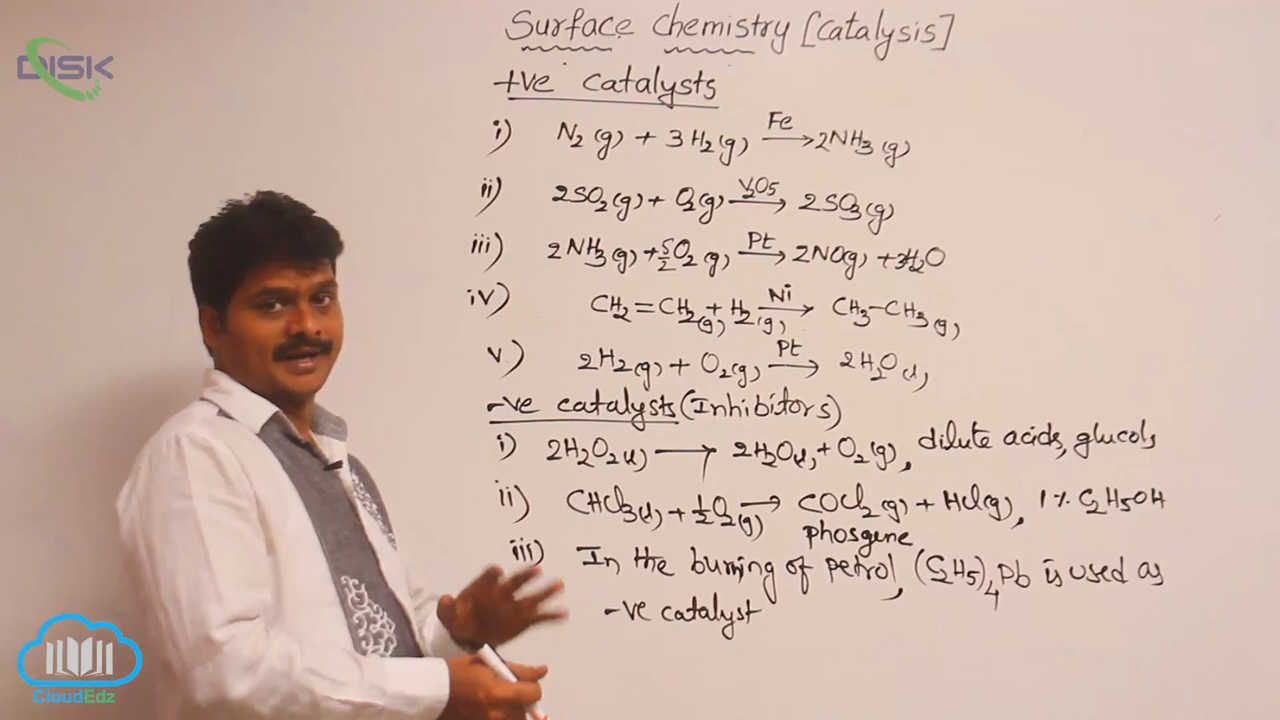 DISK
Surface chemistry [catalysis]
+ve catalysts
i) N2(g) + 3H2(g) Fe → 2NH3(g)
ii) 2SO2(g) + O2(g) V2O5 → 2SO3(g)
iii) 2NH3(g) + 5/2 O2(g) Pt → 2NO(g) + 3H2O
iv) CH2=CH2(g) + H2(g) Ni → CH3-CH3(g)
v) 2H2(g) + O2(g) Pt → 2H2O(l)
-ve catalysts (Inhibitors)
i) 2H2O2(l) → 2H2O(l) + O2(g), dilute acids, glucols
ii) CHCl3(l) + 1/2 O2(g) → COCl2(g) + Hcl(g), 1% C2H5OH
phosgene
iii) In the burning of petrol, (C2H5)4Pb is used as
-ve catalyst
CloudEdz